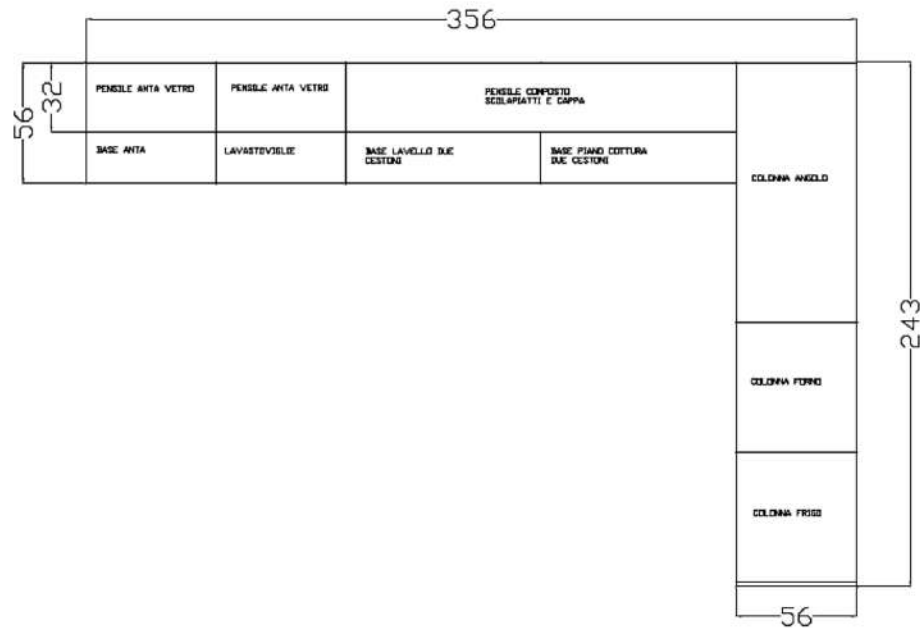 356
56
32
PENSILE ANTA VETRO
PENSILE ANTA VETRO
PENSILE COMPOSTO
SCOLAPIATTI E CAPPA
BASE ANTA
LAVASTOVIGLIE
BASE LAVELLO DUE
CESTONI
BASE PIANO COTTURA
DUE CESTONI
COLONNA ANGOLO
243
COLONNA FORNO
COLONNA FRIGO
56